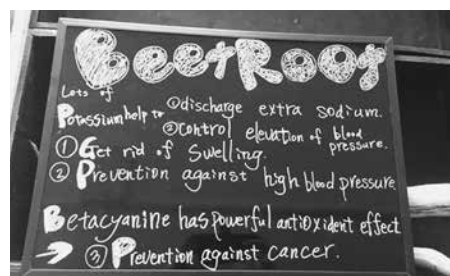 BeetRoot
Lots of
Potassium help to ①discharge extra sodium.
②control elevation of blood pressure.
① Get rid of Swelling.
② Prevention against high blood pressure.
Betacyanine has powerful antioxident effect
→ ③ Prevention against cancer.